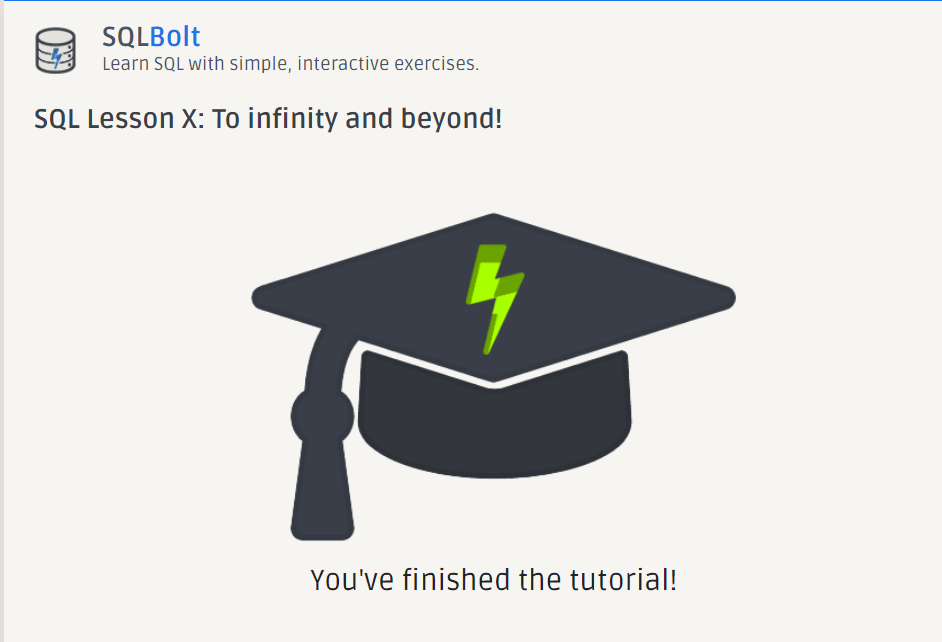 SQLBolt
Learn SQL with simple, interactive exercises.
SQL Lesson X: To infinity and beyond!
You've finished the tutorial!